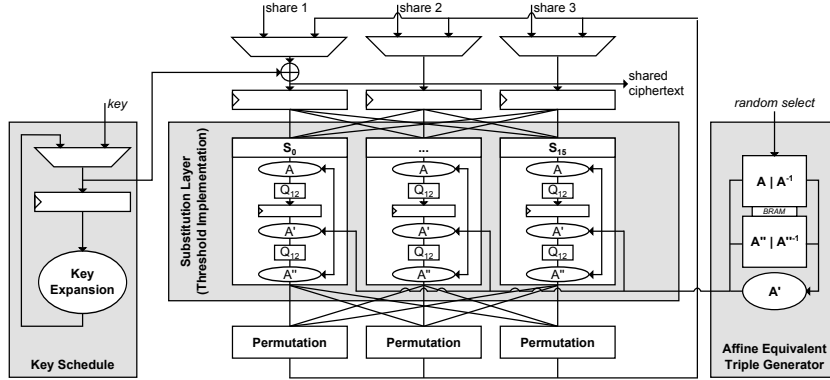 share 1
share 2
share 3
shared
ciphertext
key
random select
Substitution Layer
(Threshold Implementation)
S0
...
S15
A
A
A
Q12
Q12
Q12
A'
A'
A'
Q12
Q12
Q12
A''
A''
A''
A | A-1
BRAM
A'' | A''-1
A'
Key
Expansion
Permutation
Permutation
Permutation
Key Schedule
Affine Equivalent
Triple Generator